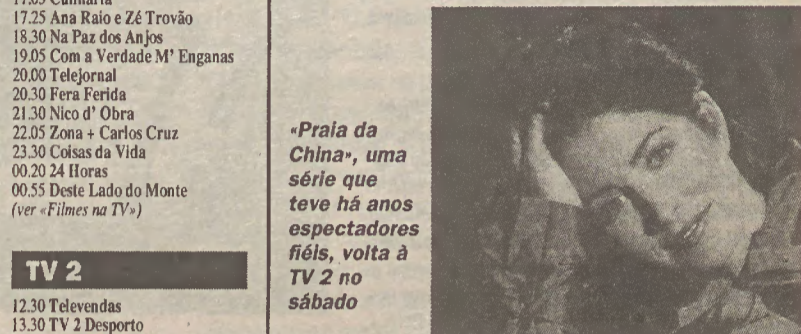 17.05 Culinária
17.25 Ana Raio e Zé Trovão
18.30 Na Paz dos Anjos
19.05 Com a Verdade M' Enganas
20.00 Telejornal
20.30 Fera Ferida
21.30 Nico d' Obra
22.05 Zona + Carlos Cruz
23.30 Coisas da Vida
00.20 24 Horas
00.55 Deste Lado do Monte
(ver «Filmes na TV»)
TV 2
12.30 Televendas
13.30 TV 2 Desporto
«Praia da
China», uma
série que
teve há anos
espectadores
fiéis, volta à
TV 2 no
sábado